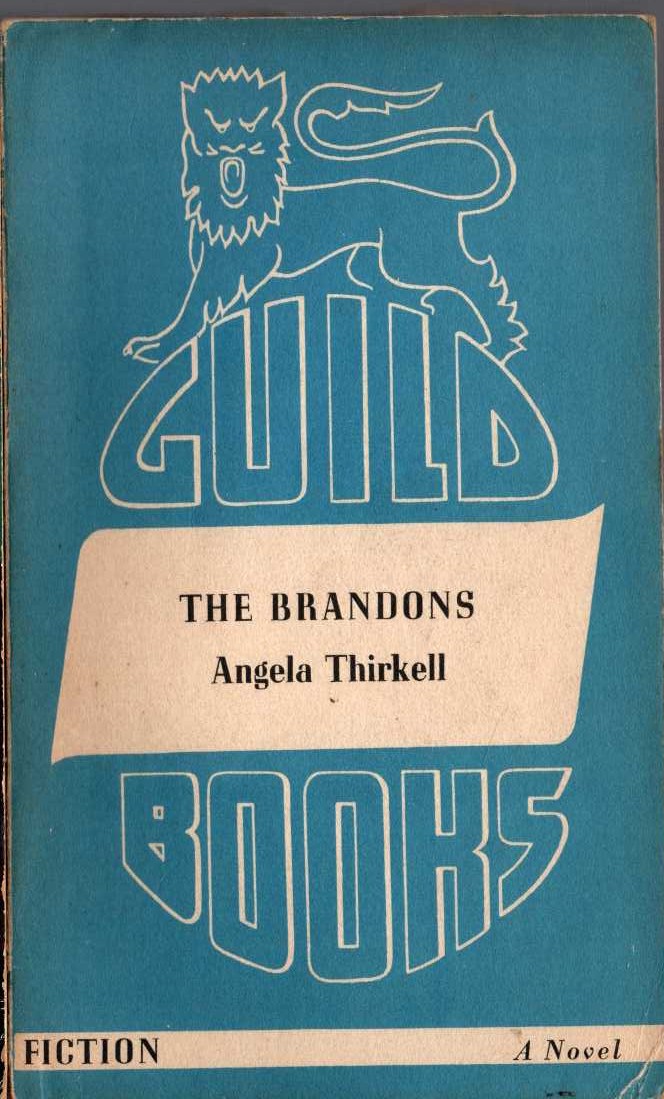 GUILD
THE BRANDONS
Angela Thirkell
BOOKS
FICTION A Novel